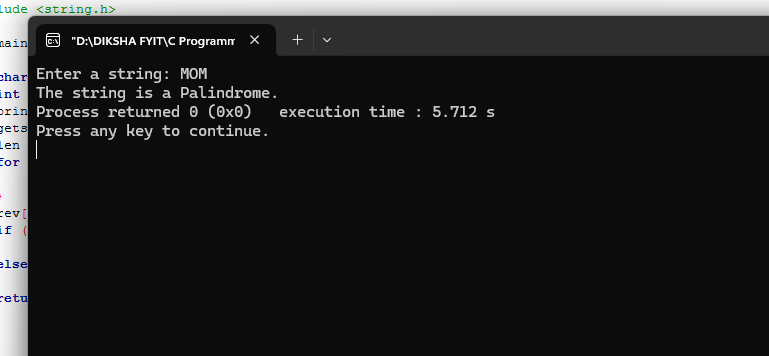 lude <string.h>
"D:\DIKSHA FYIT\C Programm
main
Enter a string: MOM
char
The string is a Palindrome.
int
Process returned 0 (0x0)   execution time : 5.712 s
prin
Press any key to continue.
gets
len
for
}
rev[
if (
else
retu